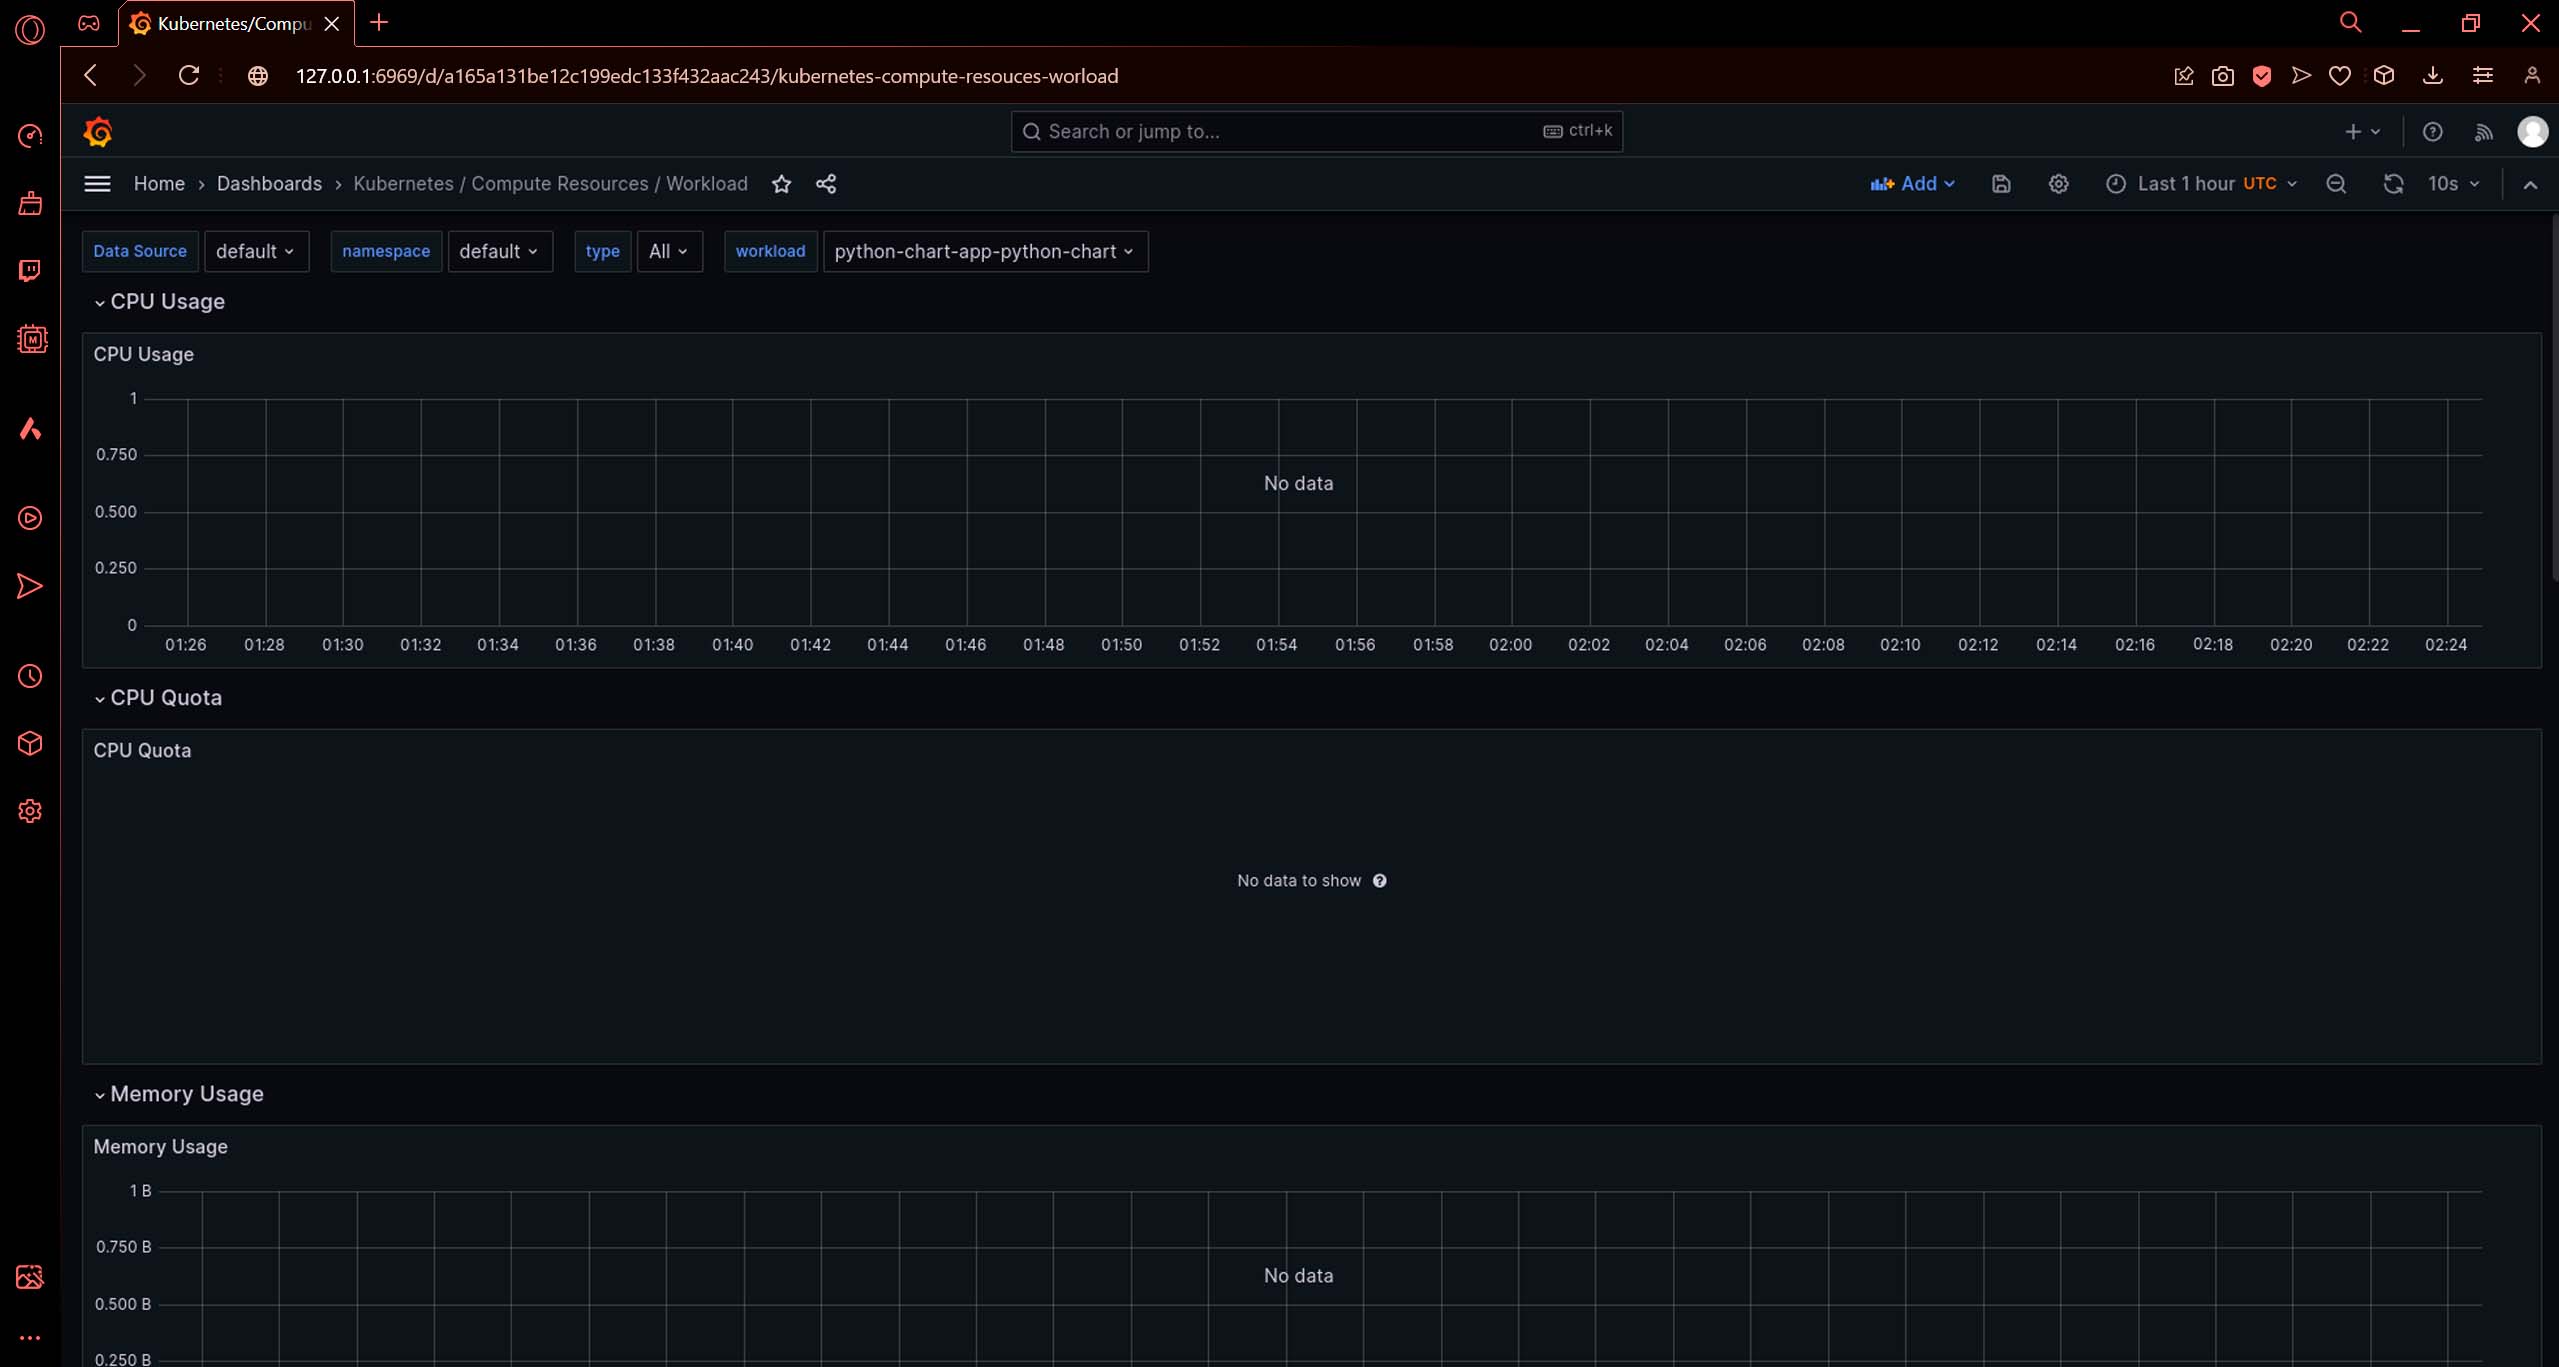 Kubernetes/Compu
127.0.0.1:6969/d/a165a131be12c199edc133f432aac243/kubernetes-compute-resouces-worload
Search or jump to... ctrl+k
Home › Dashboards › Kubernetes / Compute Resources / Workload
Add Last 1 hour UTC 10s
Data Source default namespace default type All workload python-chart-app-python-chart
CPU Usage
CPU Usage
1
0.750
No data
0.500
0.250
0
01:26 01:28 01:30 01:32 01:34 01:36 01:38 01:40 01:42 01:44 01:46 01:48 01:50 01:52 01:54 01:56 01:58 02:00 02:02 02:04 02:06 02:08 02:10 02:12 02:14 02:16 02:18 02:20 02:22 02:24
CPU Quota
CPU Quota
No data to show
Memory Usage
Memory Usage
1 B
0.750 B
No data
0.500 B
0.250 B